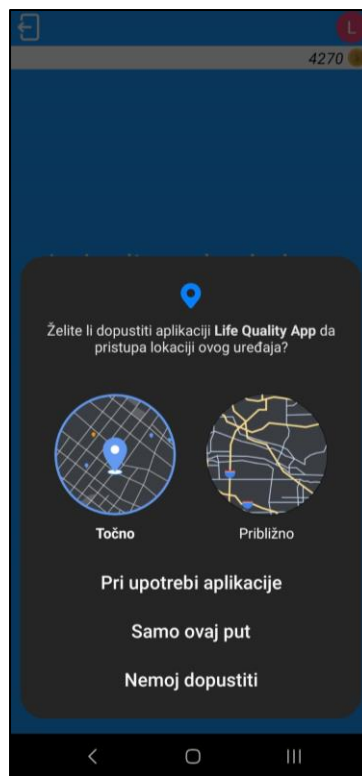 L
4270
Želite li dopustiti aplikaciji Life Quality App da
pristupa lokaciji ovog uređaja?
Točno
Približno
Pri upotrebi aplikacije
Samo ovaj put
Nemoj dopustiti